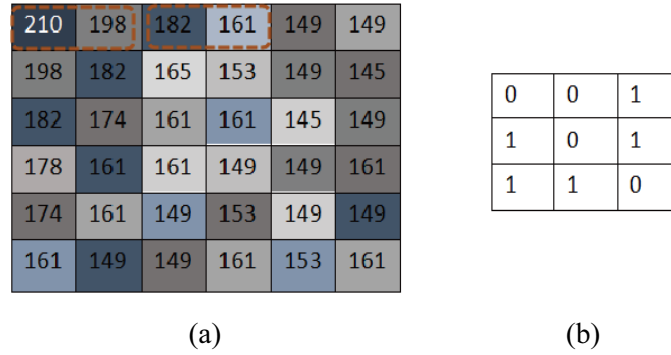 210 198 182 161 149 149
198 182 165 153 149 145
182 174 161 161 145 149
178 161 161 149 149 161
174 161 149 153 149 149
161 149 149 161 153 161
0 0 1
1 0 1
1 1 0
(a) (b)